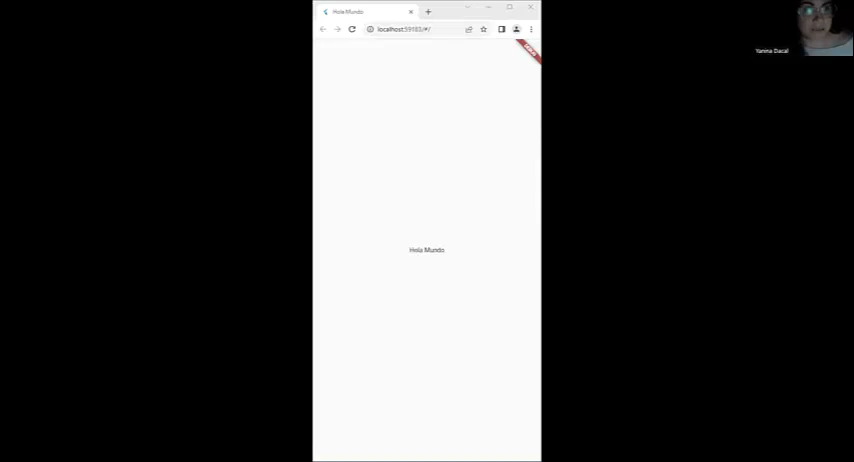 Hola Mundo
localhost:59183/#/
DEBUG
Hola Mundo
Yanina Dacal